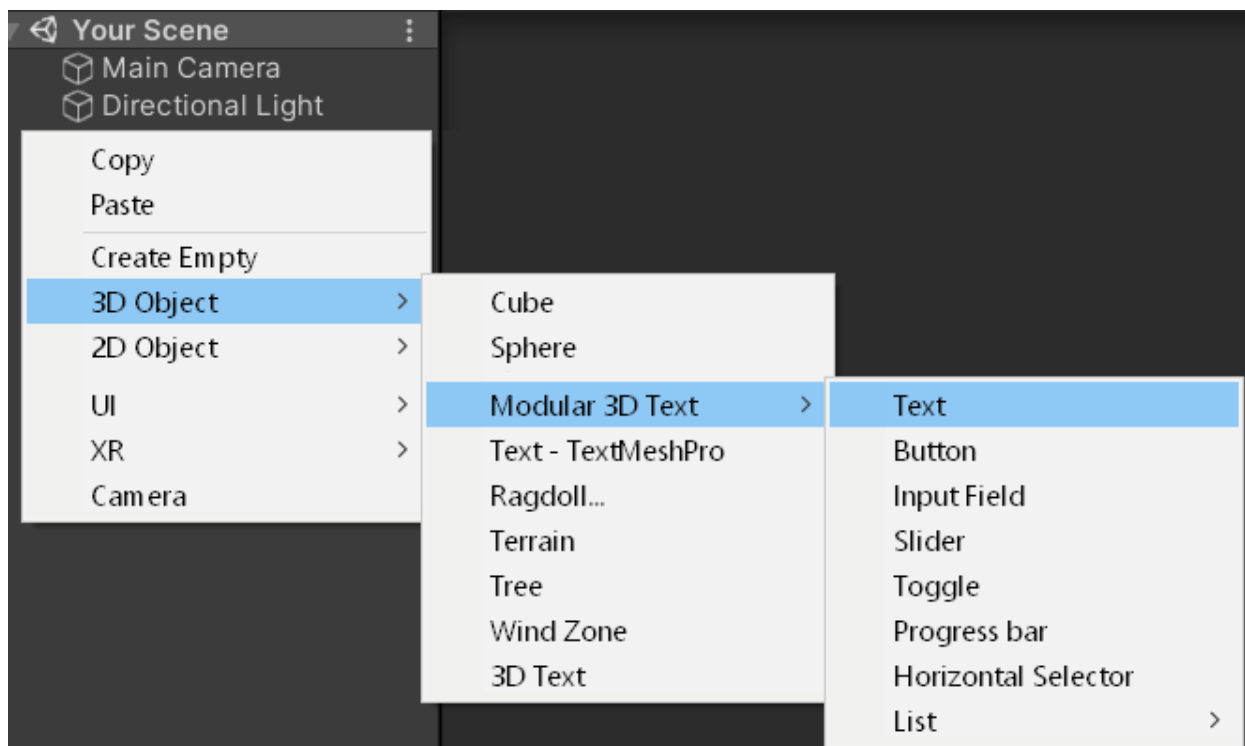 Your Scene
Main Camera
Directional Light
Copy
Paste
Create Empty
3D Object
2D Object
UI
XR
Camera
Cube
Sphere
Modular 3D Text
Text - TextMeshPro
Ragdoll...
Terrain
Tree
Wind Zone
3D Text
Text
Button
Input Field
Slider
Toggle
Progress bar
Horizontal Selector
List